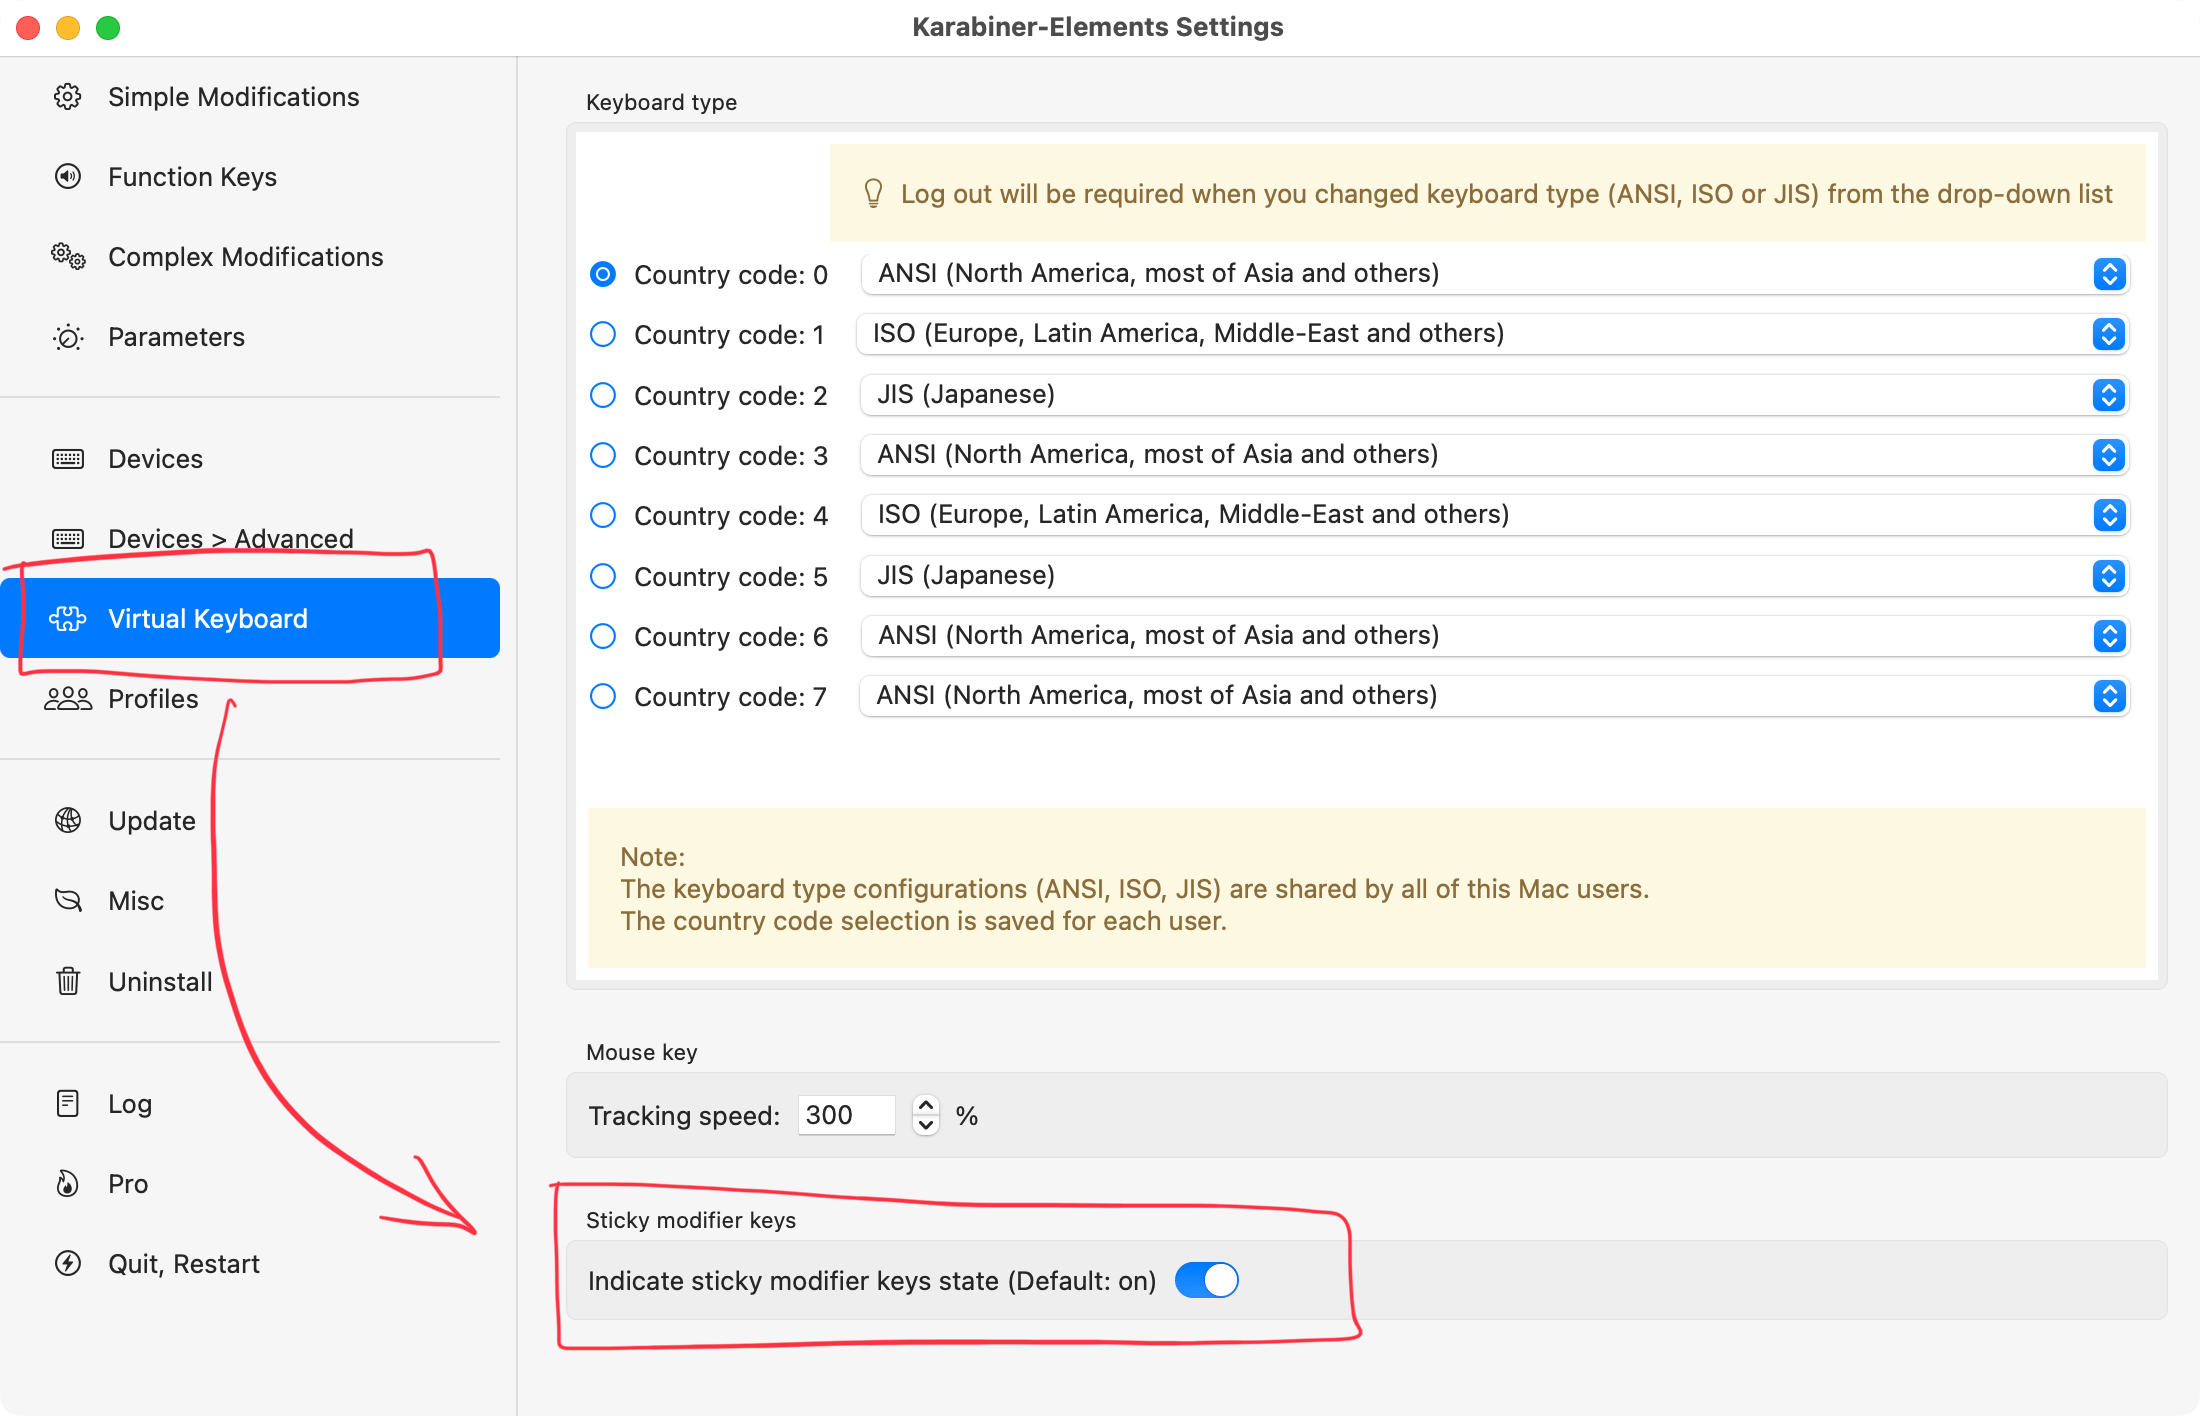 Karabiner-Elements Settings
Simple Modifications
Function Keys
Complex Modifications
Parameters
Devices
Devices > Advanced
Virtual Keyboard
Profiles
Update
Misc
Uninstall
Log
Pro
Quit, Restart
Keyboard type
Log out will be required when you changed keyboard type (ANSI, ISO or JIS) from the drop-down list
Country code: 0 ANSI (North America, most of Asia and others)
Country code: 1 ISO (Europe, Latin America, Middle-East and others)
Country code: 2 JIS (Japanese)
Country code: 3 ANSI (North America, most of Asia and others)
Country code: 4 ISO (Europe, Latin America, Middle-East and others)
Country code: 5 JIS (Japanese)
Country code: 6 ANSI (North America, most of Asia and others)
Country code: 7 ANSI (North America, most of Asia and others)
Note:
The keyboard type configurations (ANSI, ISO, JIS) are shared by all of this Mac users.
The country code selection is saved for each user.
Mouse key
Tracking speed: 300 %
Sticky modifier keys
Indicate sticky modifier keys state (Default: on)